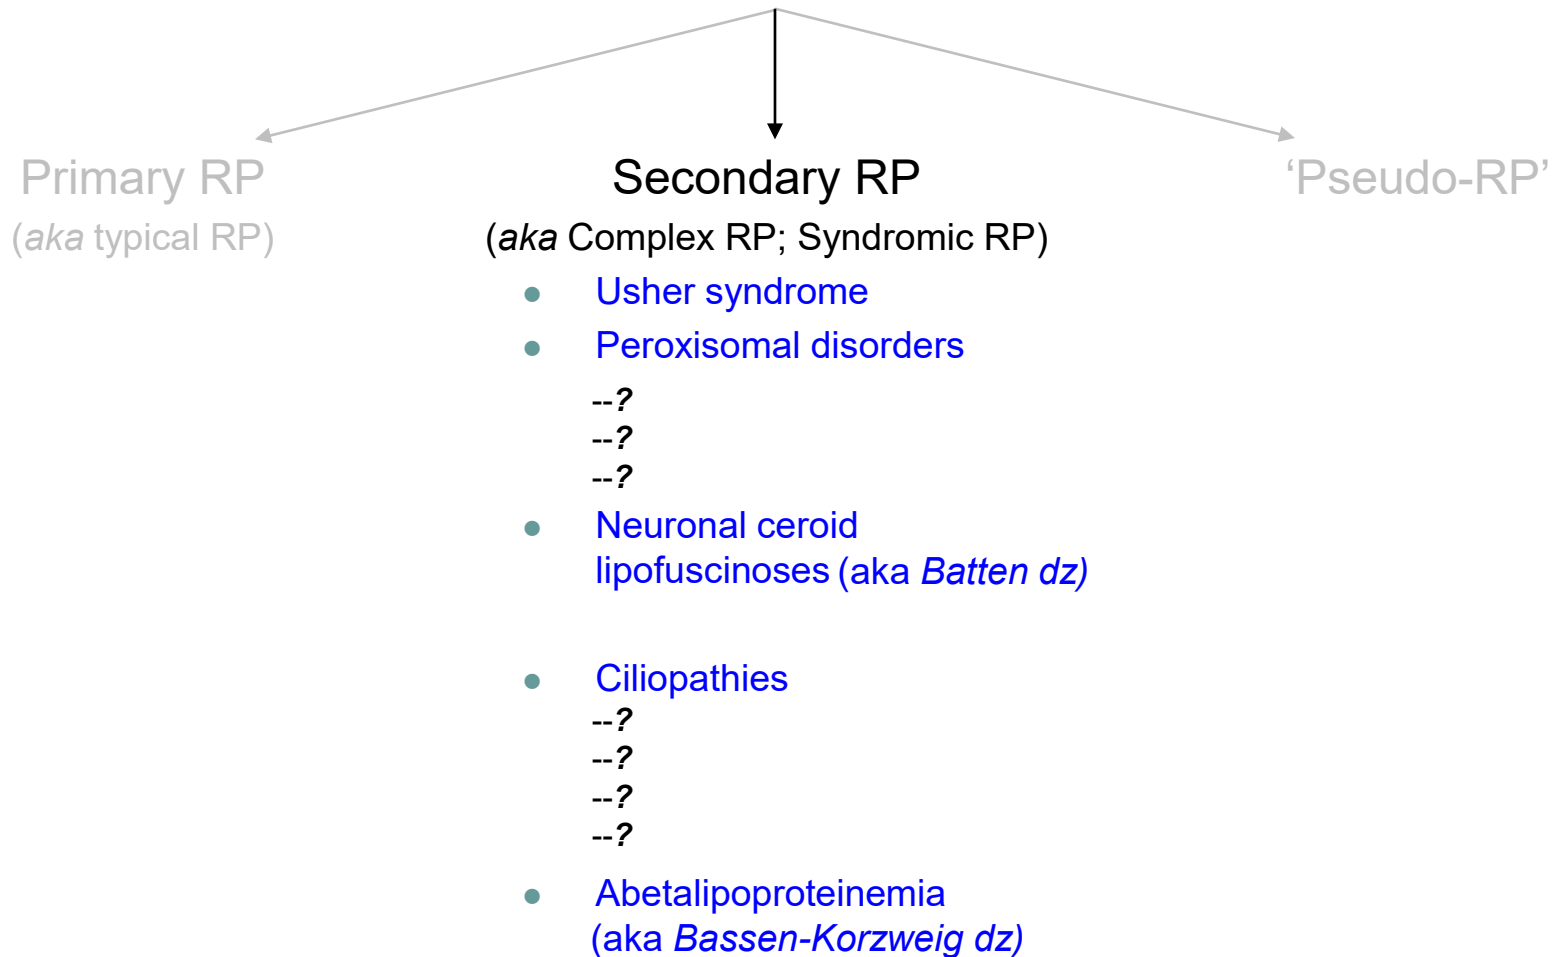 Primary RP
(aka typical RP)
Secondary RP
(aka Complex RP; Syndromic RP)
‘Pseudo-RP’
● Usher syndrome
● Peroxisomal disorders
--?
--?
--?
● Neuronal ceroid
lipofuscinoses (aka Batten dz)
● Ciliopathies
--?
--?
--?
--?
● Abetalipoproteinemia
(aka Bassen-Korzweig dz)